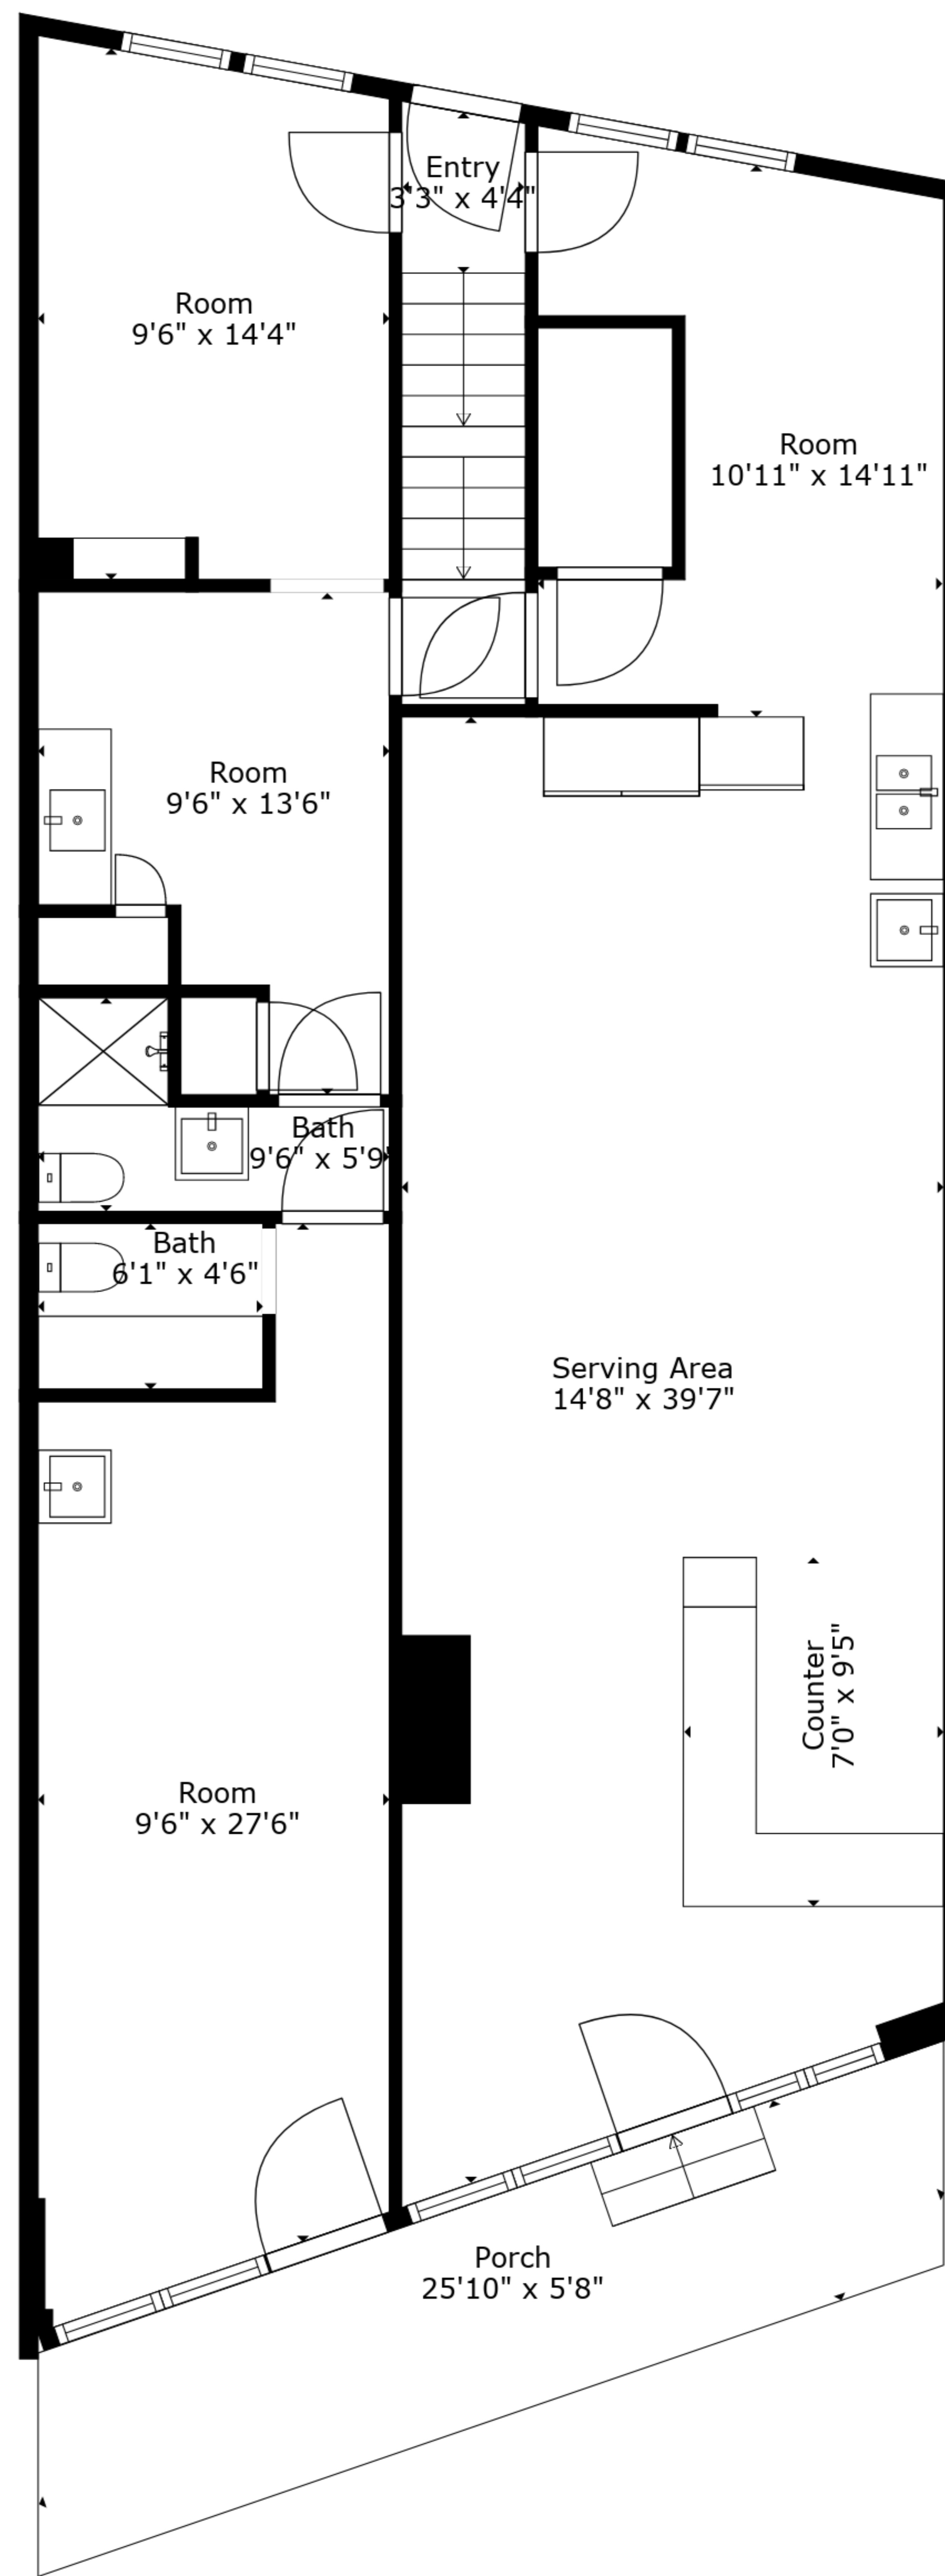 Entry
3'3" x 4'4"
Room
9'6" x 14'4"
Room
10'11" x 14'11"
Room
9'6" x 13'6"
Bath
9'6" x 5'9"
Bath
6'1" x 4'6"
Serving Area
14'8" x 39'7"
Counter
7'0" x 9'5"
Room
9'6" x 27'6"
Porch
25'10" x 5'8"